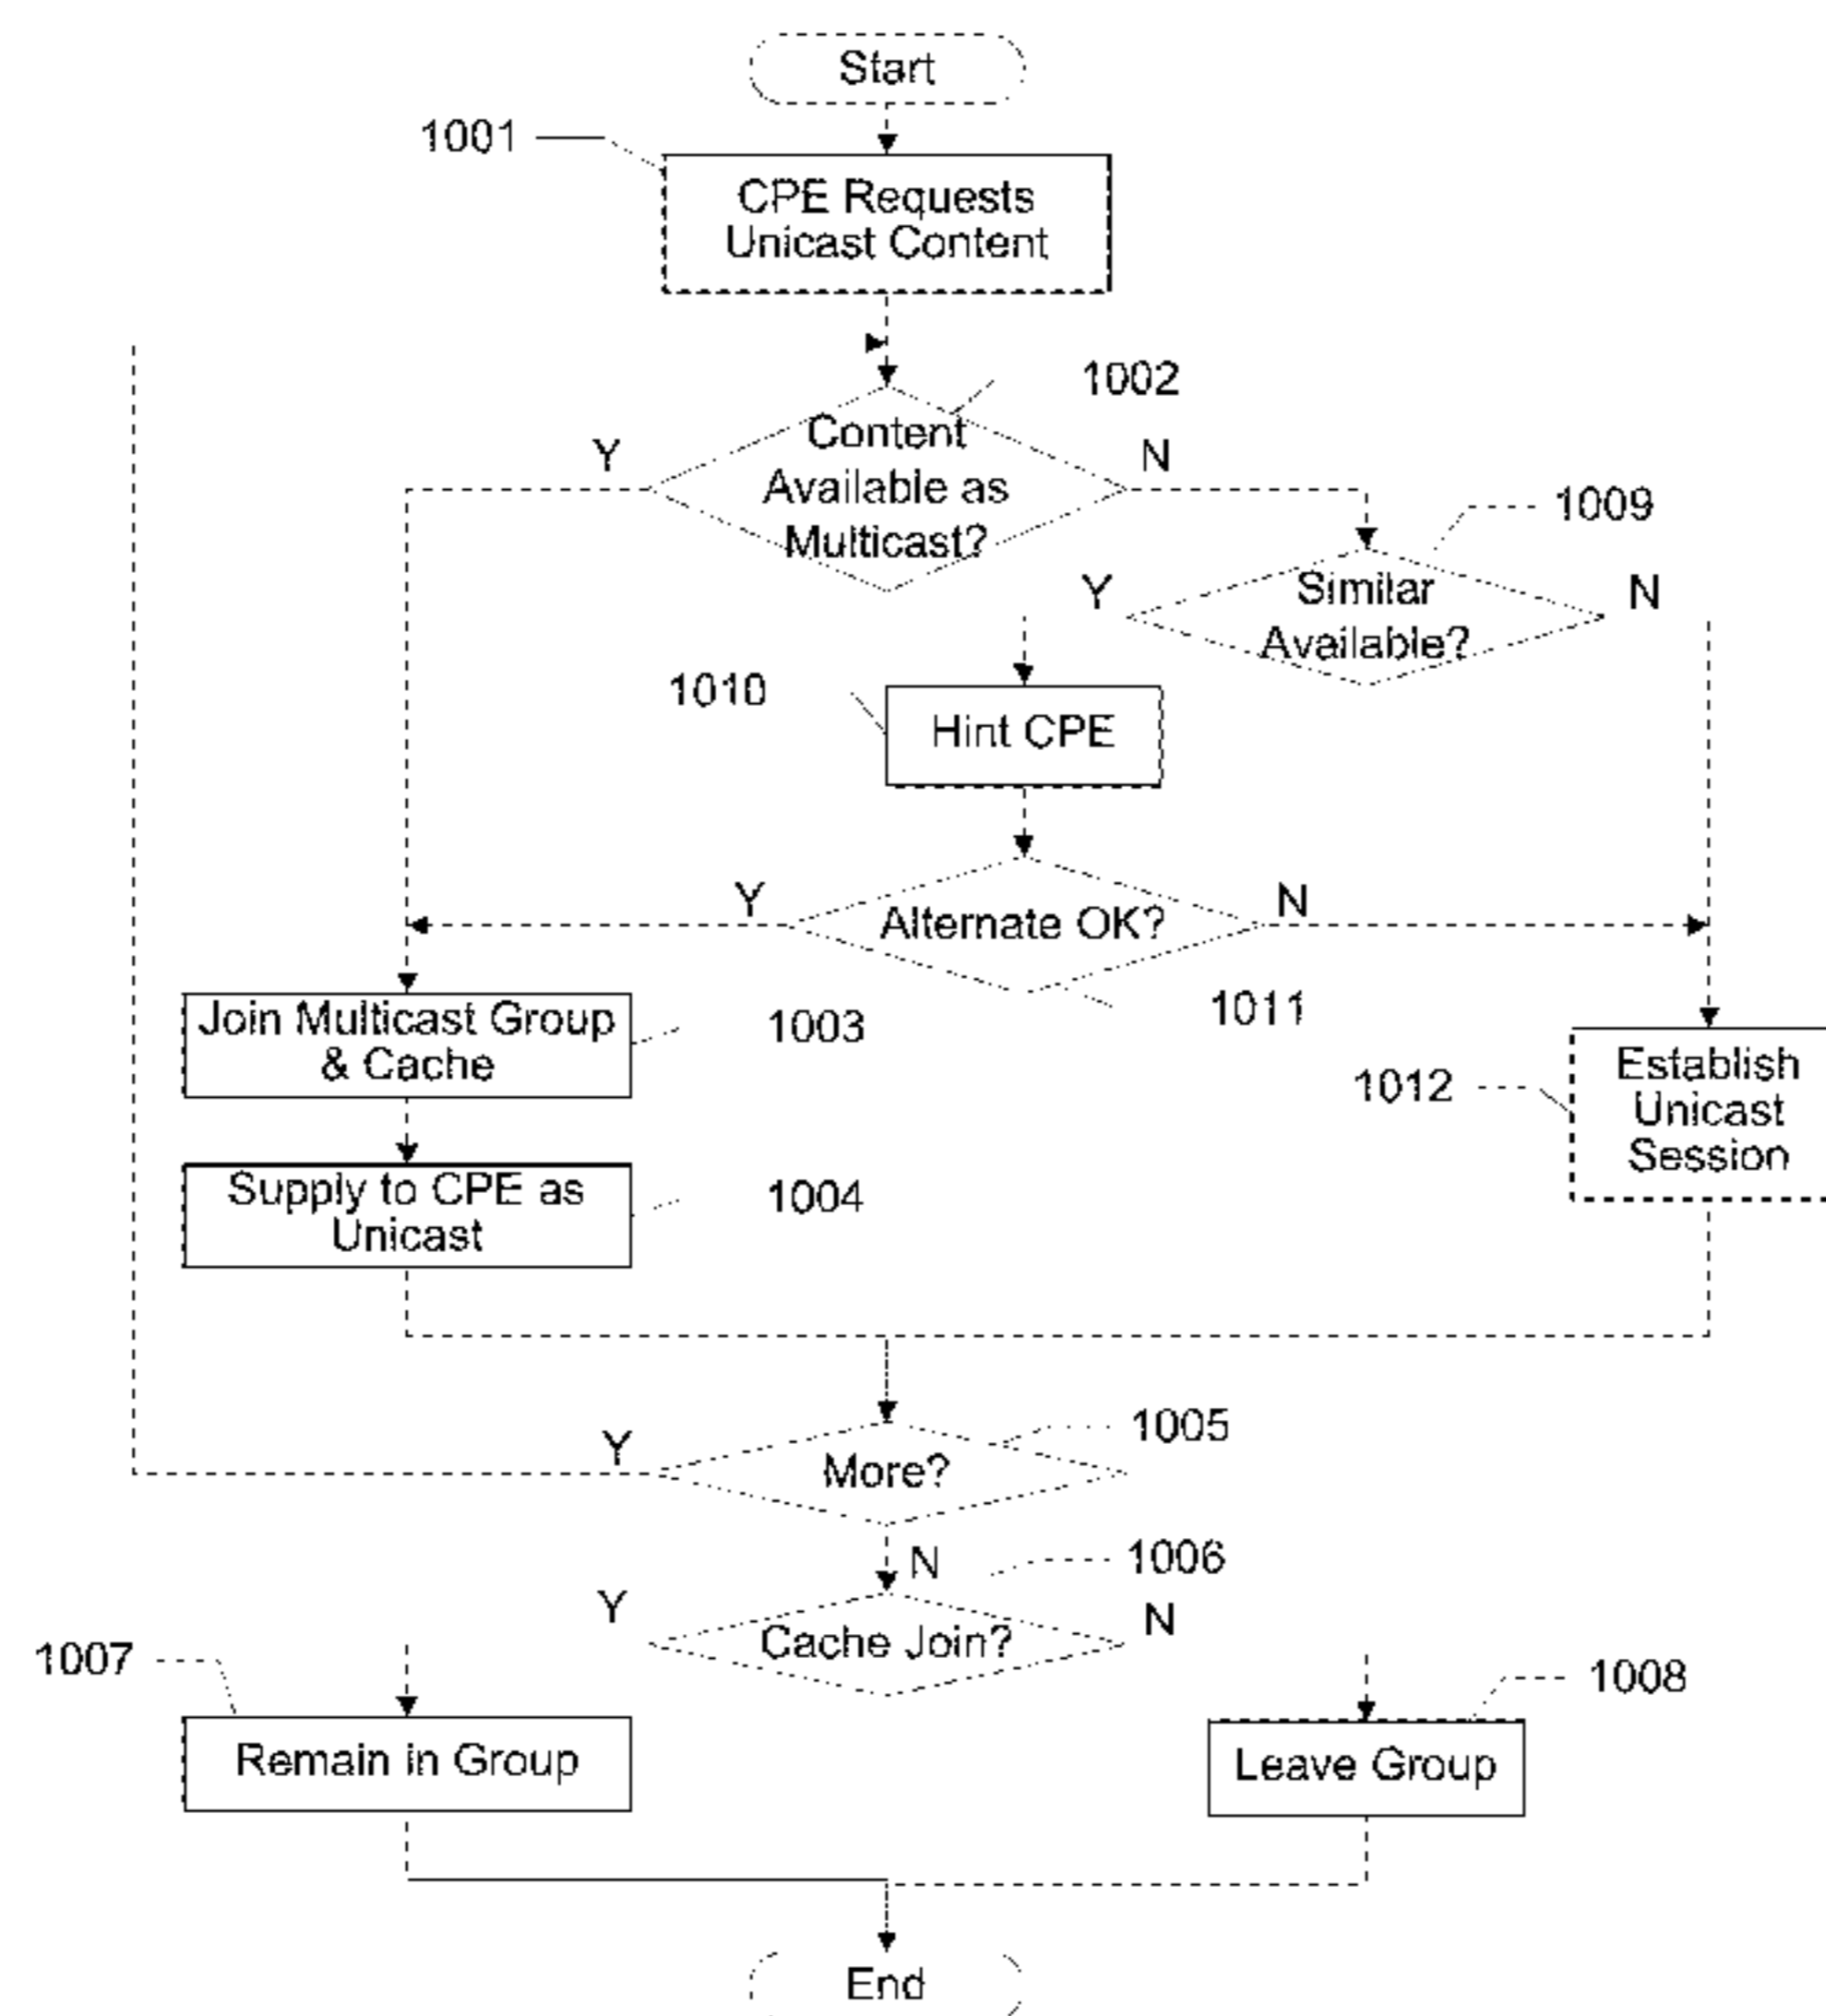 Start
1001
CPE Requests
Unicast Content
1002
Y
Content
Available as
Multicast?
N
1009
Y
Similar
Available?
N
1010
Hint CPE
Y
Alternate OK?
N
1011
Join Multicast Group
& Cache
1003
1012
Establish
Unicast
Session
Supply to CPE as
Unicast
1004
1005
Y
More?
N
1006
Y
Cache Join?
N
1007
Remain in Group
1008
Leave Group
End